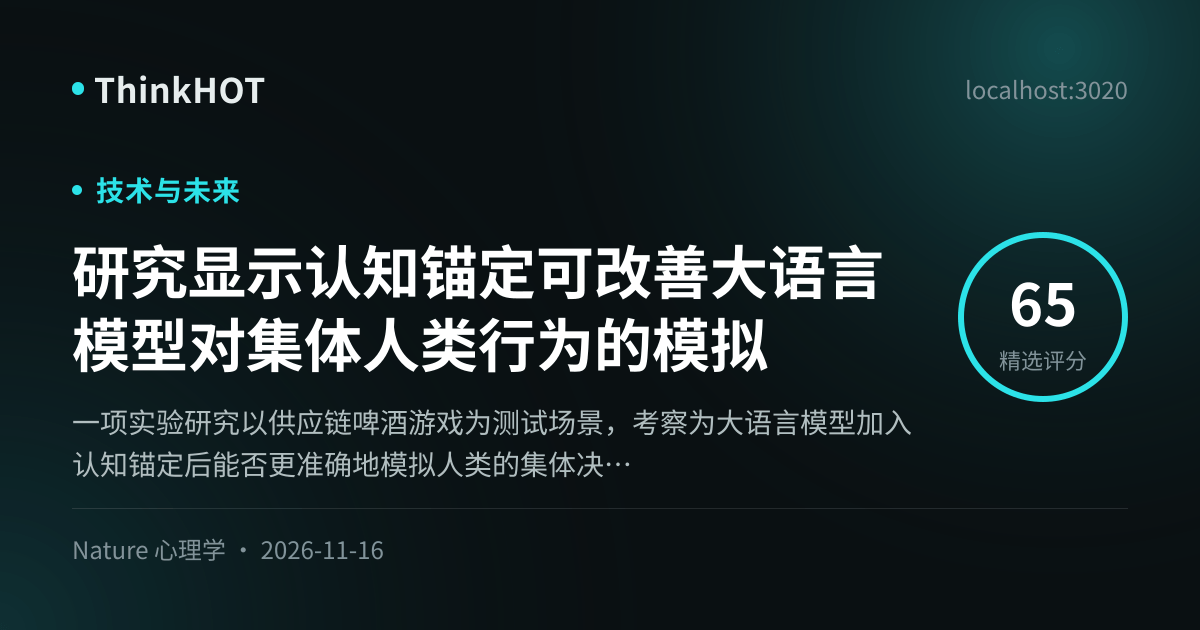 ThinkHOT
localhost:3020
技术与未来
研究显示认知锚定可改善大语言
模型对集体人类行为的模拟
65
精选评分
一项实验研究以供应链啤酒游戏为测试场景，考察为大语言模型加入
认知锚定后能否更准确地模拟人类的集体决…
Nature 心理学 · 2026-11-16